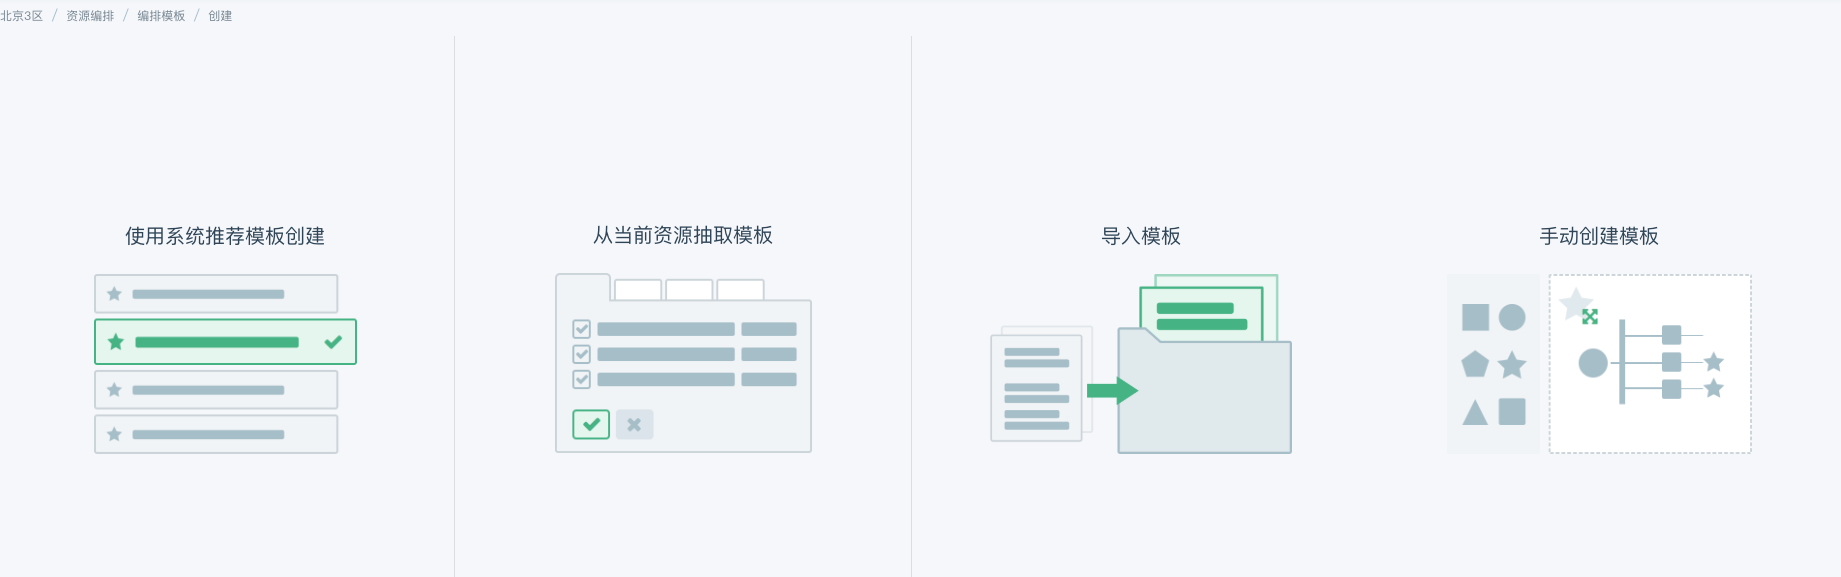 北京3区 / 资源编排 / 编排模板 / 创建
使用系统推荐模板创建
从当前资源抽取模板
导入模板
手动创建模板